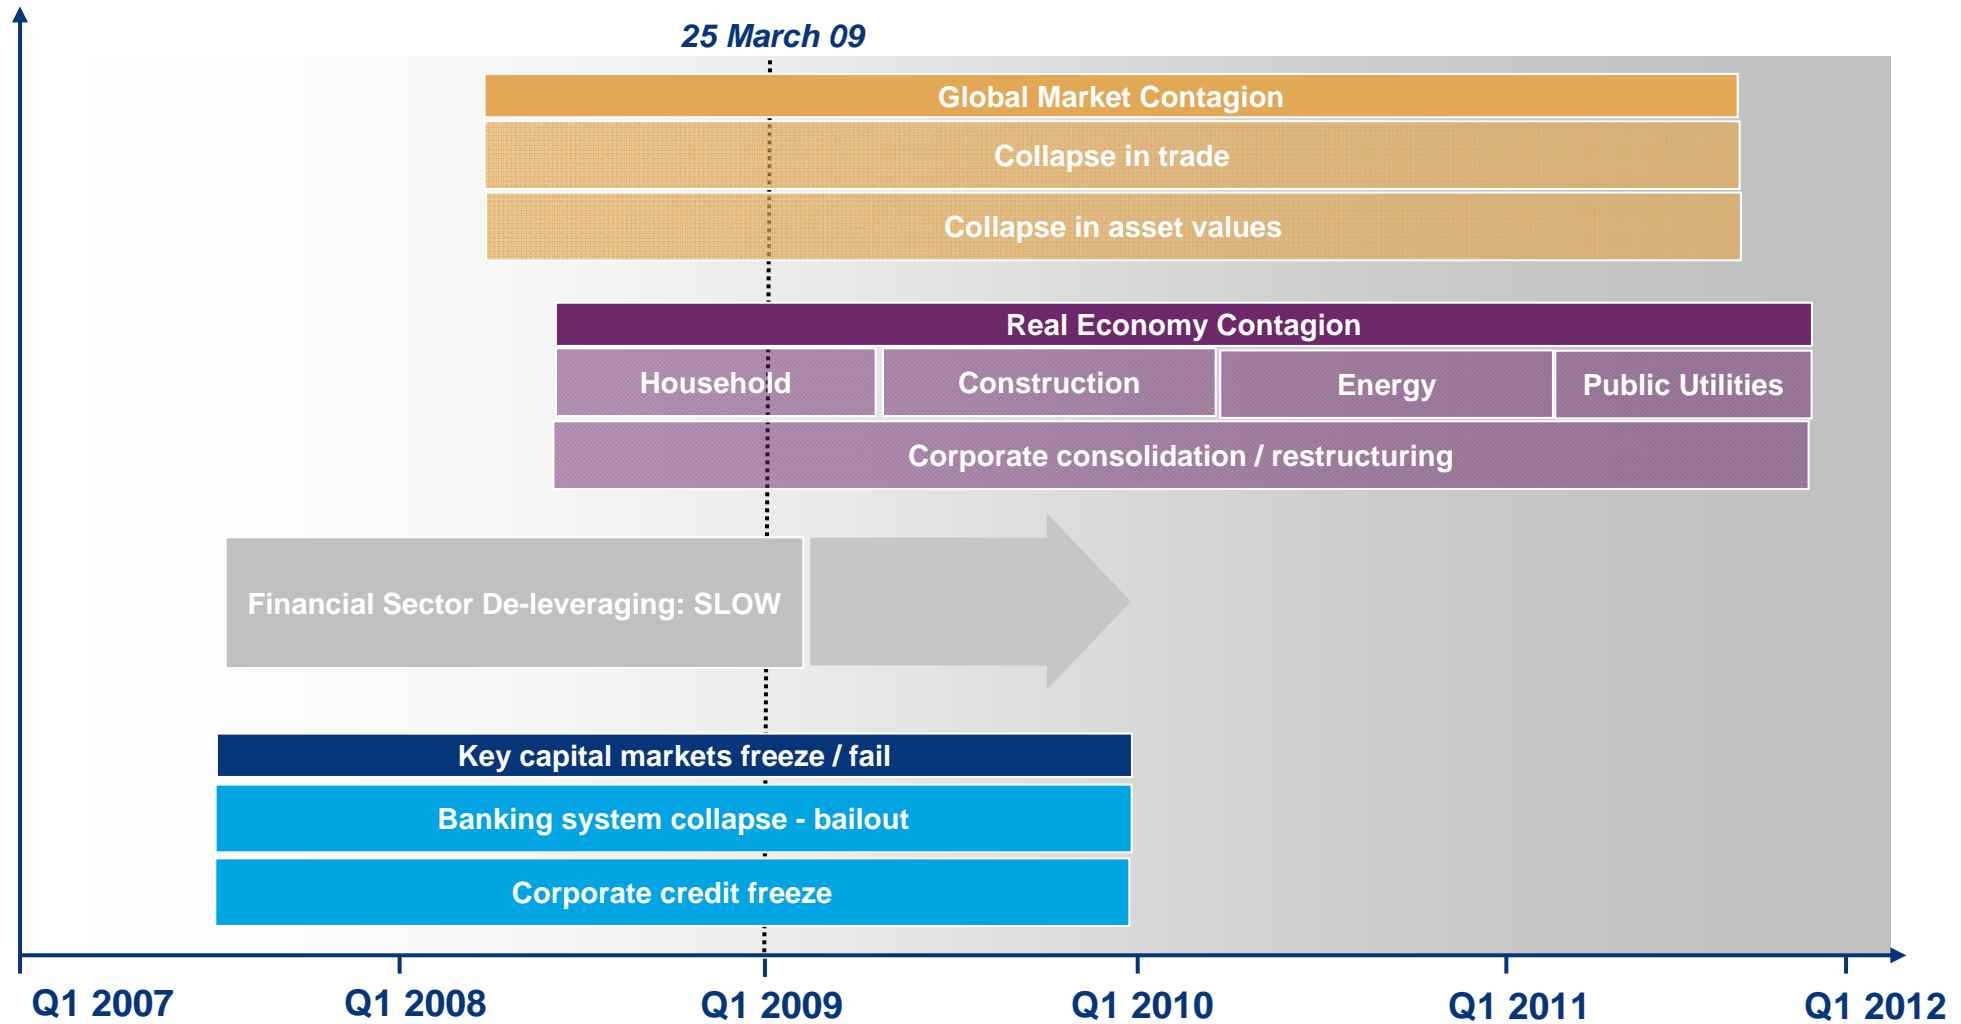 25 March 09
Global Market Contagion
Collapse in trade
Collapse in asset values
Real Economy Contagion
Household
Construction
Energy
Public Utilities
Corporate consolidation / restructuring
Financial Sector De-leveraging: SLOW
Key capital markets freeze / fail
Banking system collapse - bailout
Corporate credit freeze
Q1 2007
Q1 2008
Q1 2009
Q1 2010
Q1 2011
Q1 2012